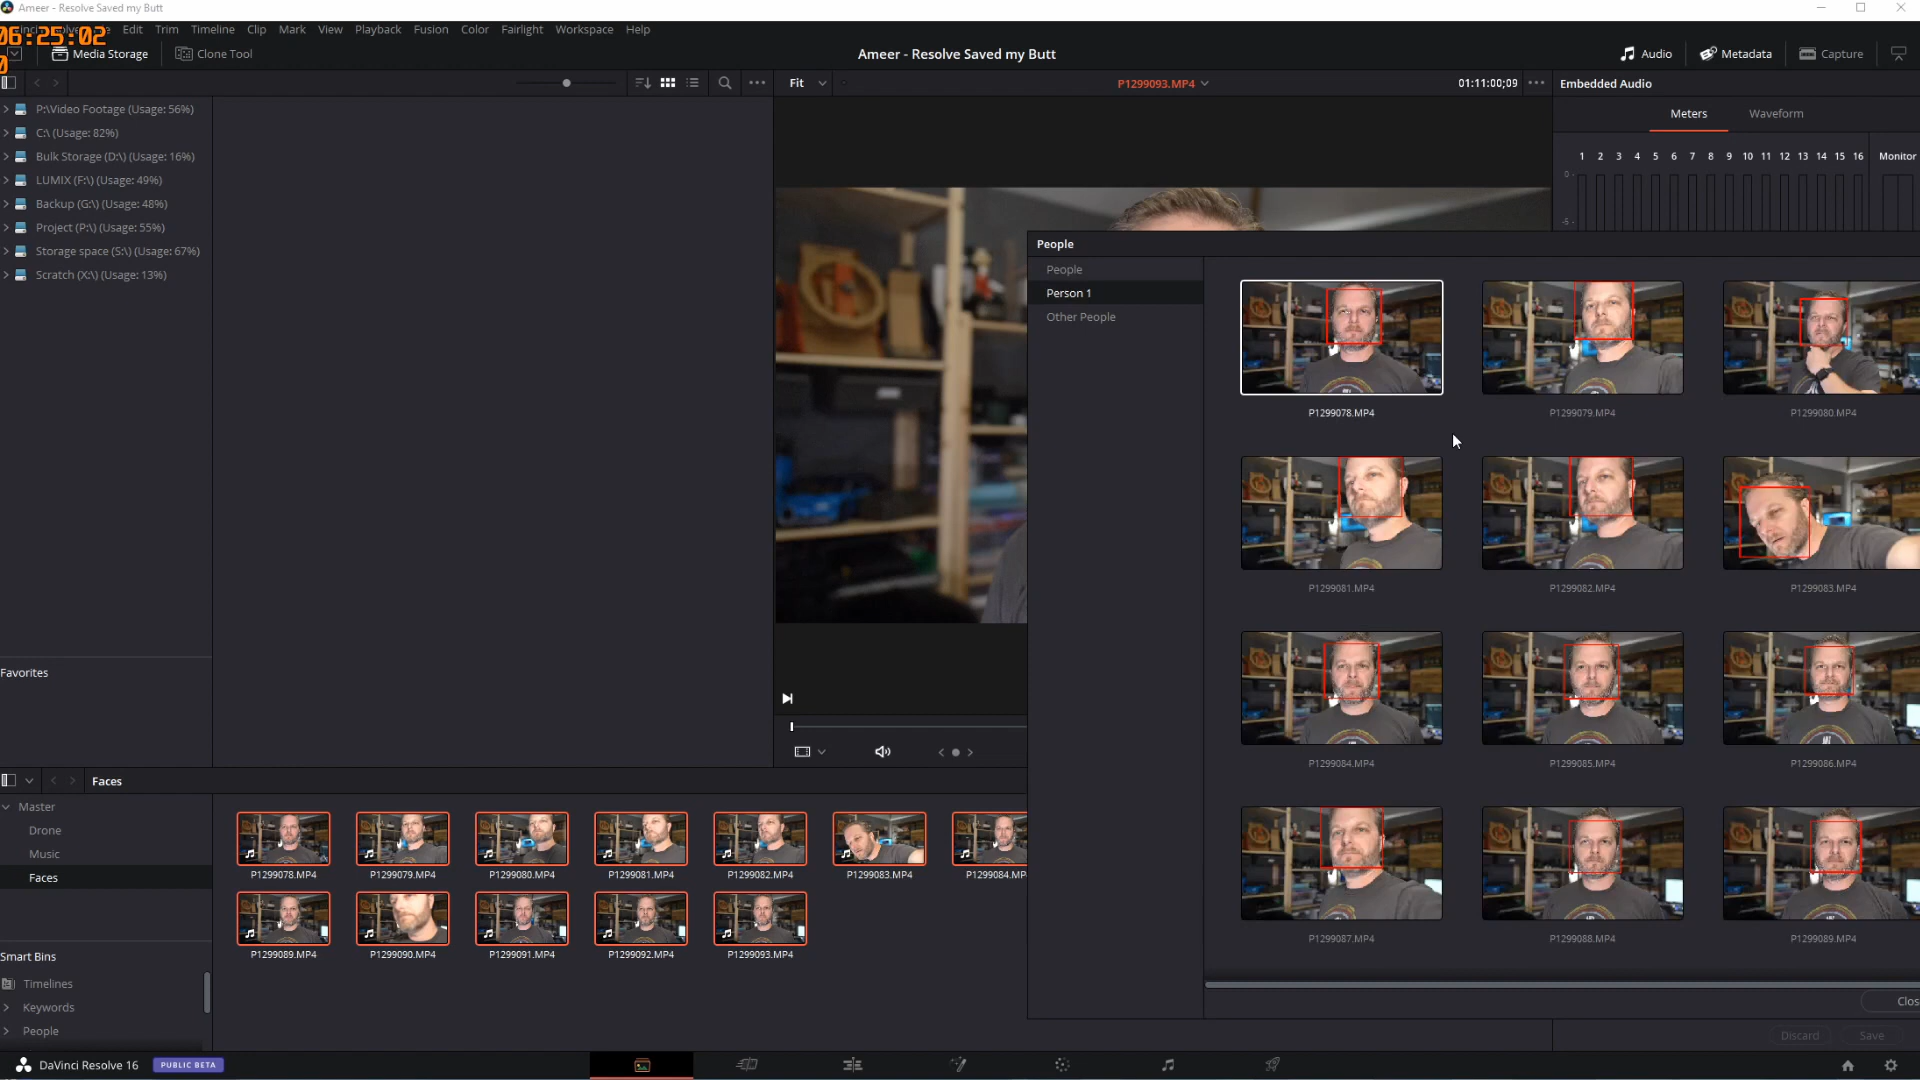 Ameer - Resolve Saved my Butt
06:25:02
0
Edit Trim Timeline Clip Mark View Playback Fusion Color Fairlight Workspace Help
Media Storage Clone Tool Ameer - Resolve Saved my Butt Audio Metadata Capture
Fit P1299093.MP4 01:11:00;09 Embedded Audio
Meters Waveform
1 2 3 4 5 6 7 8 9 10 11 12 13 14 15 16 Monitor
0
-5
P:\Video Footage (Usage: 56%)
C:\ (Usage: 82%)
Bulk Storage (D:\) (Usage: 16%)
LUMIX (F:\) (Usage: 49%)
Backup (G:\) (Usage: 48%)
Project (P:\) (Usage: 55%)
Storage space (S:\) (Usage: 67%)
Scratch (X:\) (Usage: 13%)
Favorites
People
People
Person 1
Other People
P1299078.MP4 P1299079.MP4 P1299080.MP4
P1299081.MP4 P1299082.MP4 P1299083.MP4
P1299084.MP4 P1299085.MP4 P1299086.MP4
P1299087.MP4 P1299088.MP4 P1299089.MP4
Clos
Discard Save
Faces
Master
Drone
Music
Faces
P1299078.MP4 P1299079.MP4 P1299080.MP4 P1299081.MP4 P1299082.MP4 P1299083.MP4 P1299084.MP
P1299089.MP4 P1299090.MP4 P1299091.MP4 P1299092.MP4 P1299093.MP4
Smart Bins
Timelines
Keywords
People
DaVinci Resolve 16 PUBLIC BETA